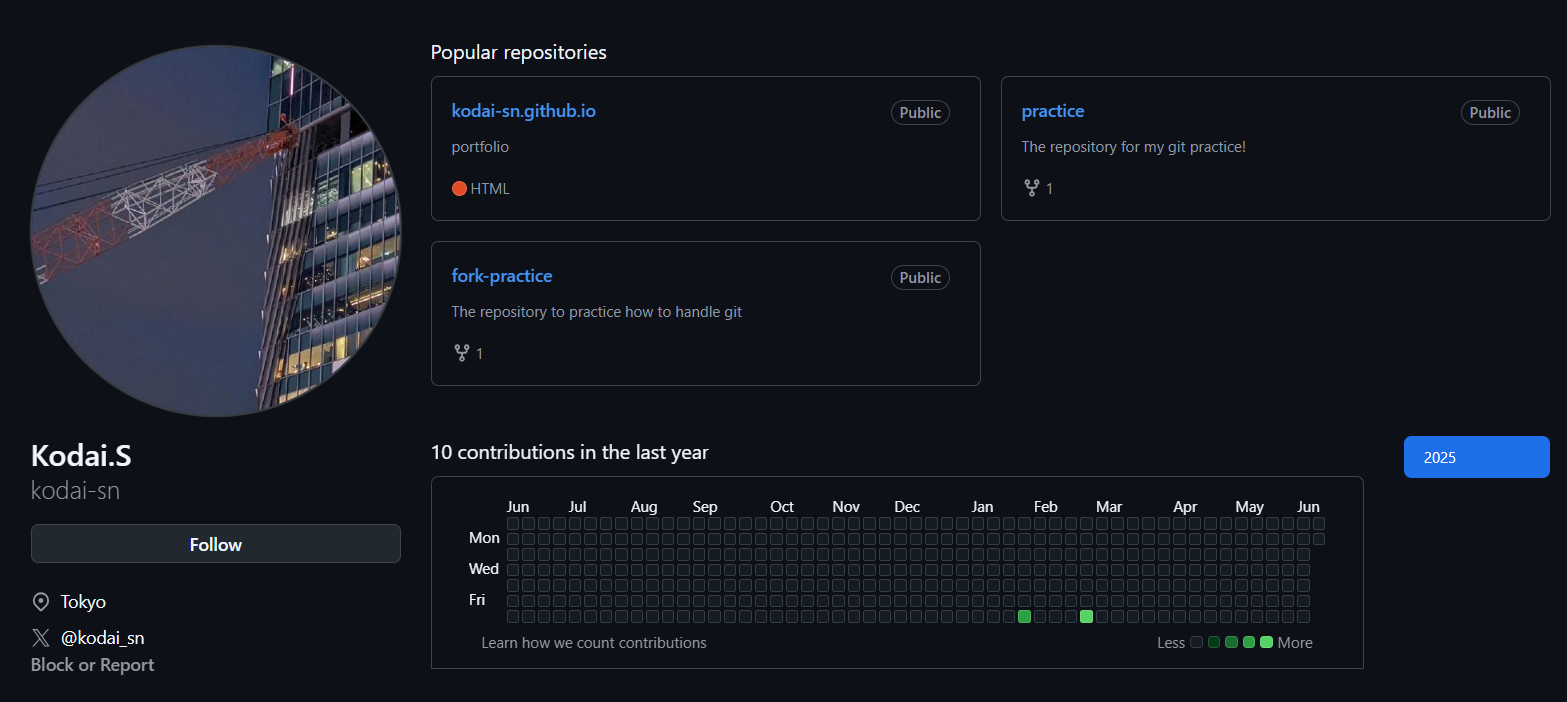 Popular repositories
kodai-sn.github.io
Public
portfolio
HTML
practice
Public
The repository for my git practice!
1
fork-practice
Public
The repository to practice how to handle git
1
Kodai.S
kodai-sn
Follow
Tokyo
@kodai_sn
Block or Report
10 contributions in the last year
2025
Jun Jul Aug Sep Oct Nov Dec Jan Feb Mar Apr May Jun
Mon
Wed
Fri
Learn how we count contributions
Less More